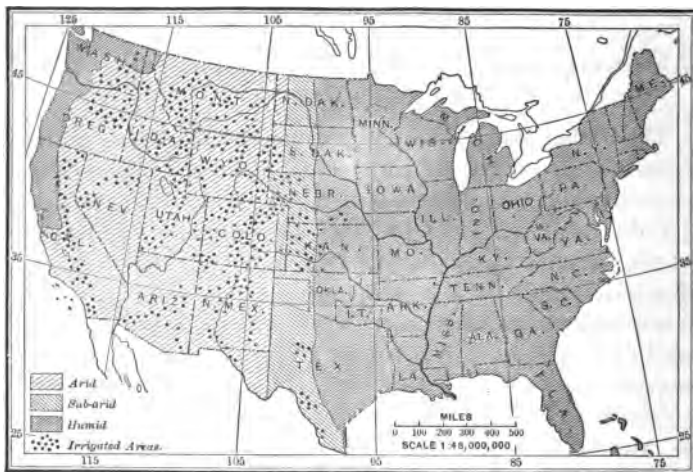 125 115 105 95 85 75
45
WASH.
MONT.
N. DAK.
MINN.
ME.
OREG.
IDA.
WYO.
S. DAK.
WIS.
NEBR.
IOWA
N.
PA.
NEV.
UTAH
COLO.
KAN.
MO.
ILL.
IND.
OHIO
W. VA.
VA.
CAL.
KY.
35
35
ARIZ.
N. MEX.
OKLA.
I.T.
ARK.
TENN.
N. C.
S. C.
TEX.
LA.
MISS.
ALA.
GA.
FLA.
Arid
Sub-arid
Humid
Irrigated Areas.
MILES
0 100 200 300 400 500
SCALE 1:48,000,000
25
25
115 105 95 85 75